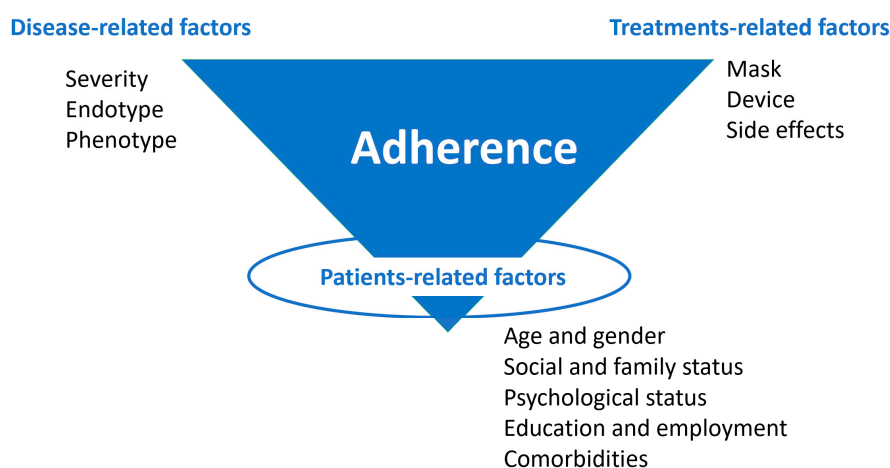 Disease-related factors
Severity
Endotype
Phenotype
Treatments-related factors
Mask
Device
Side effects
Adherence
Patients-related factors
Age and gender
Social and family status
Psychological status
Education and employment
Comorbidities